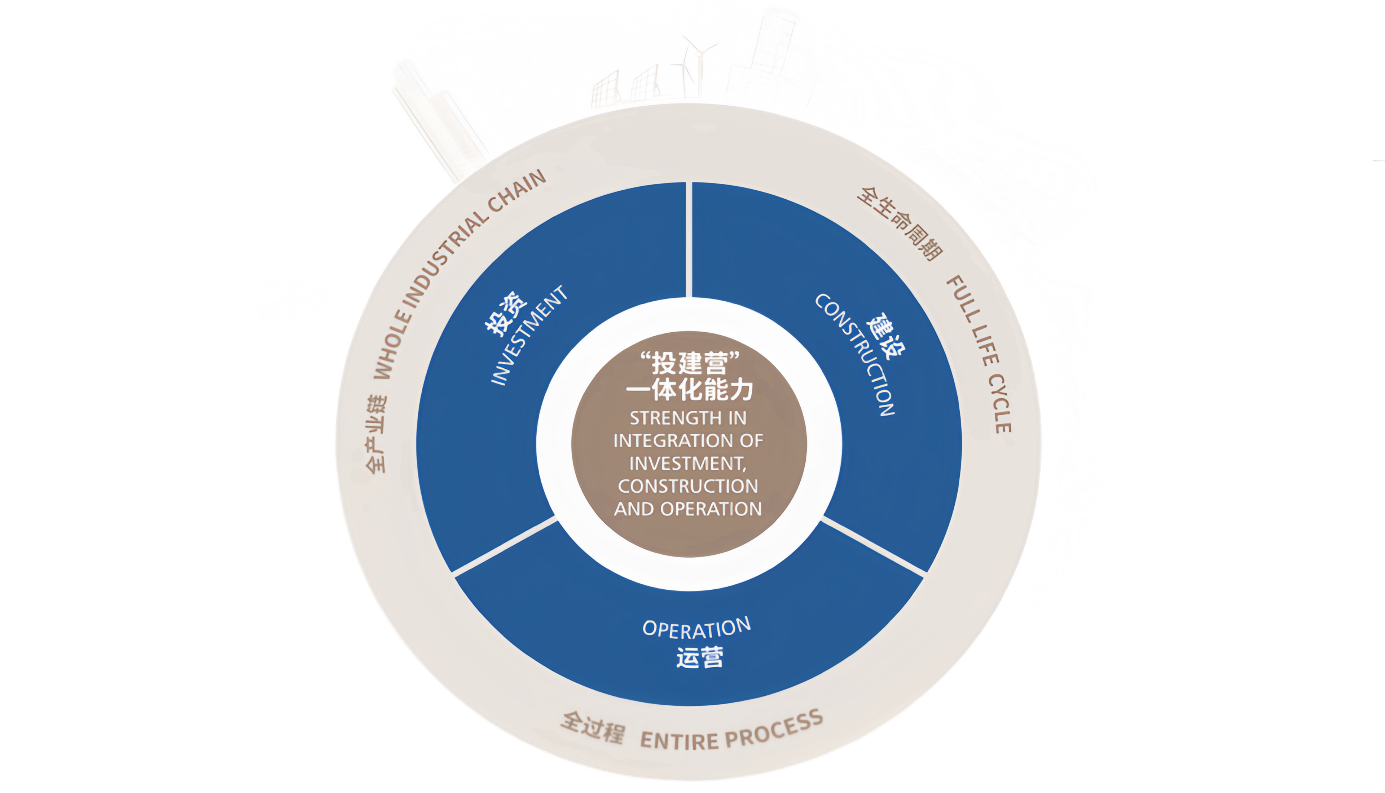 全产业链 WHOLE INDUSTRIAL CHAIN
全生命周期 FULL LIFE CYCLE
投资
INVESTMENT
建设
CONSTRUCTION
“投建营”
一体化能力
STRENGTH IN
INTEGRATION OF
INVESTMENT,
CONSTRUCTION
AND OPERATION
OPERATION
运营
全过程 ENTIRE PROCESS